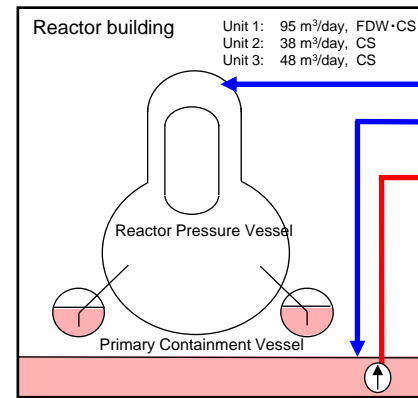 Reactor building
Unit 1: 95 m³/day, FDW・CS
Unit 2: 38 m³/day, CS
Unit 3: 48 m³/day, CS
Reactor Pressure Vessel
Primary Containment Vessel